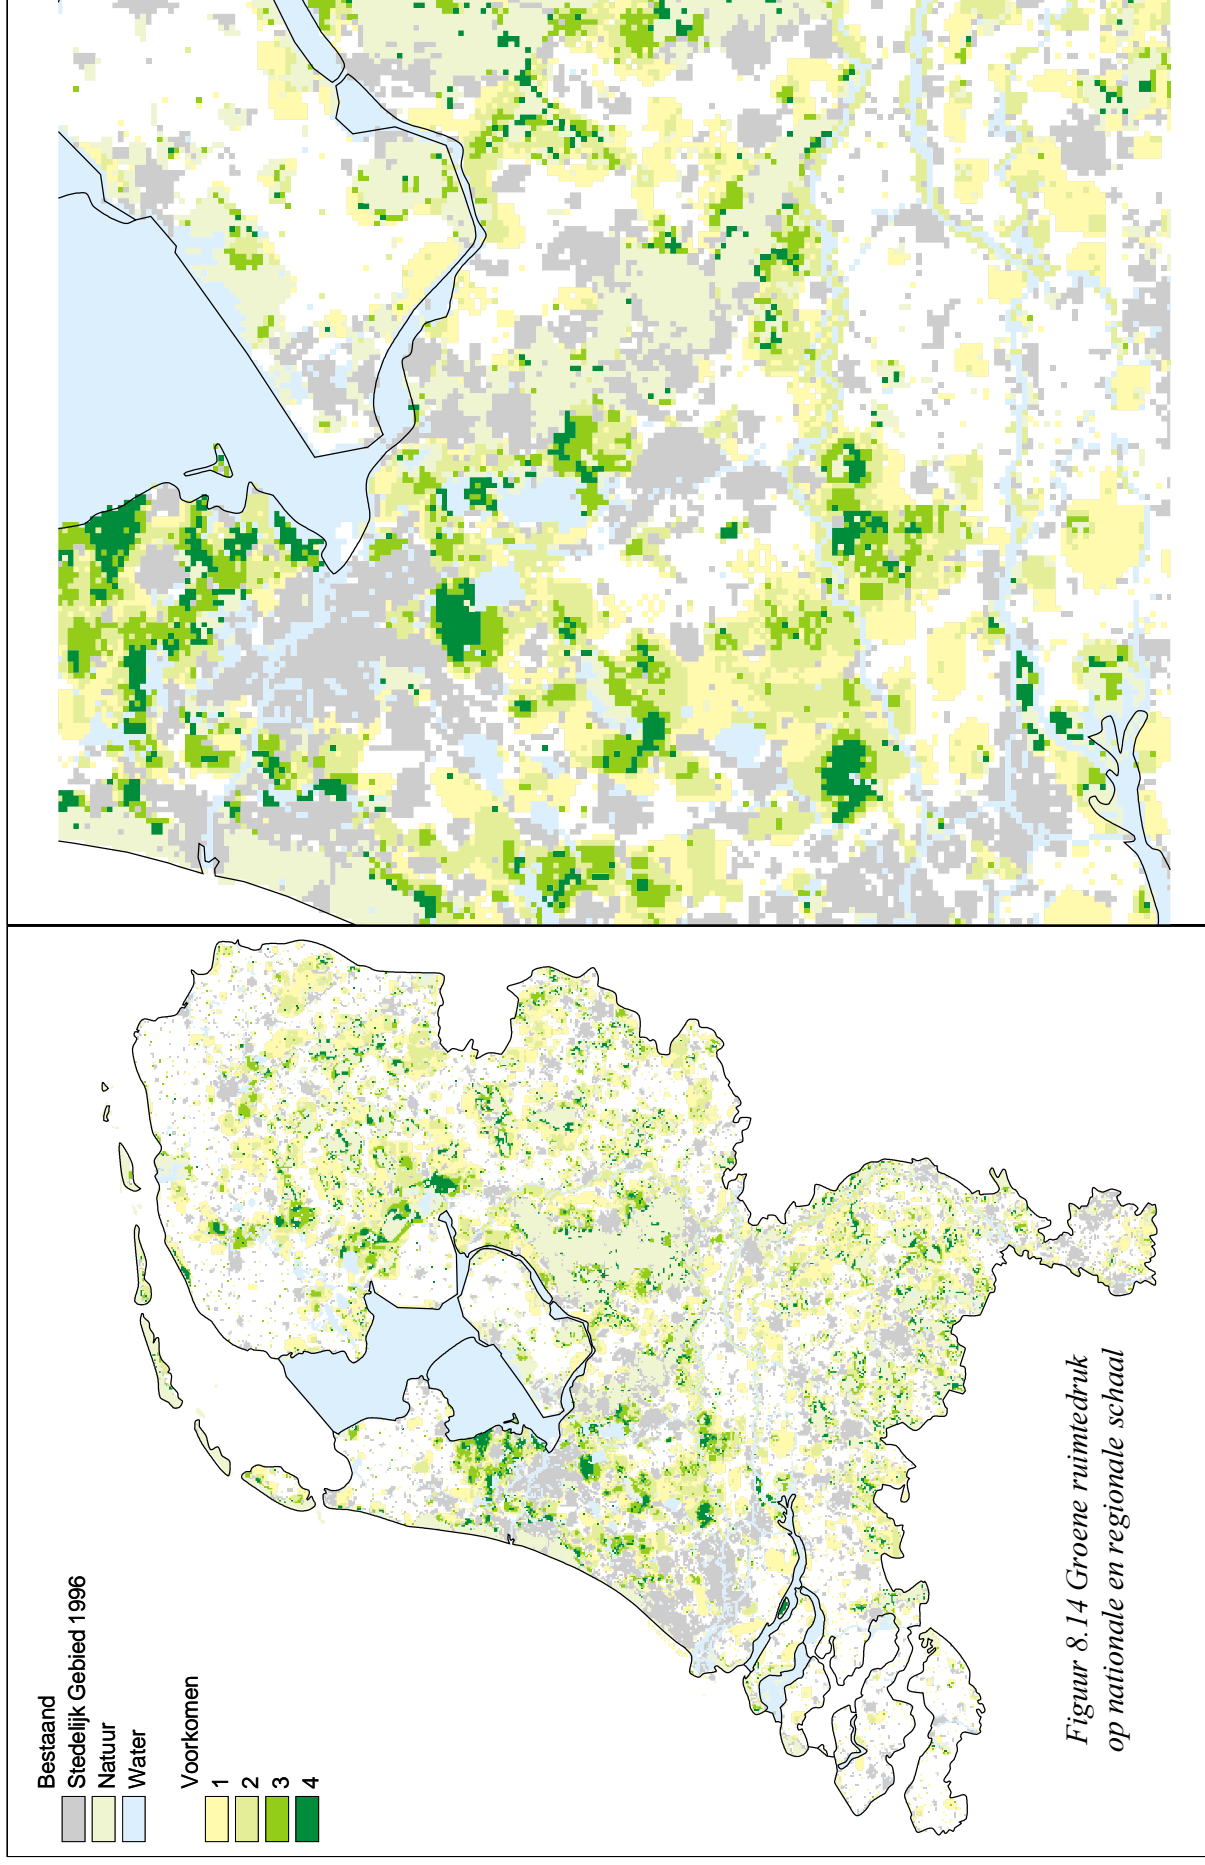 Bestaand
Stedelijk Gebied 1996
Natuur
Water
Voorkomen
1
2
3
4
Figuur 8.14 Groene ruimtedruk
op nationale en regionale schaal